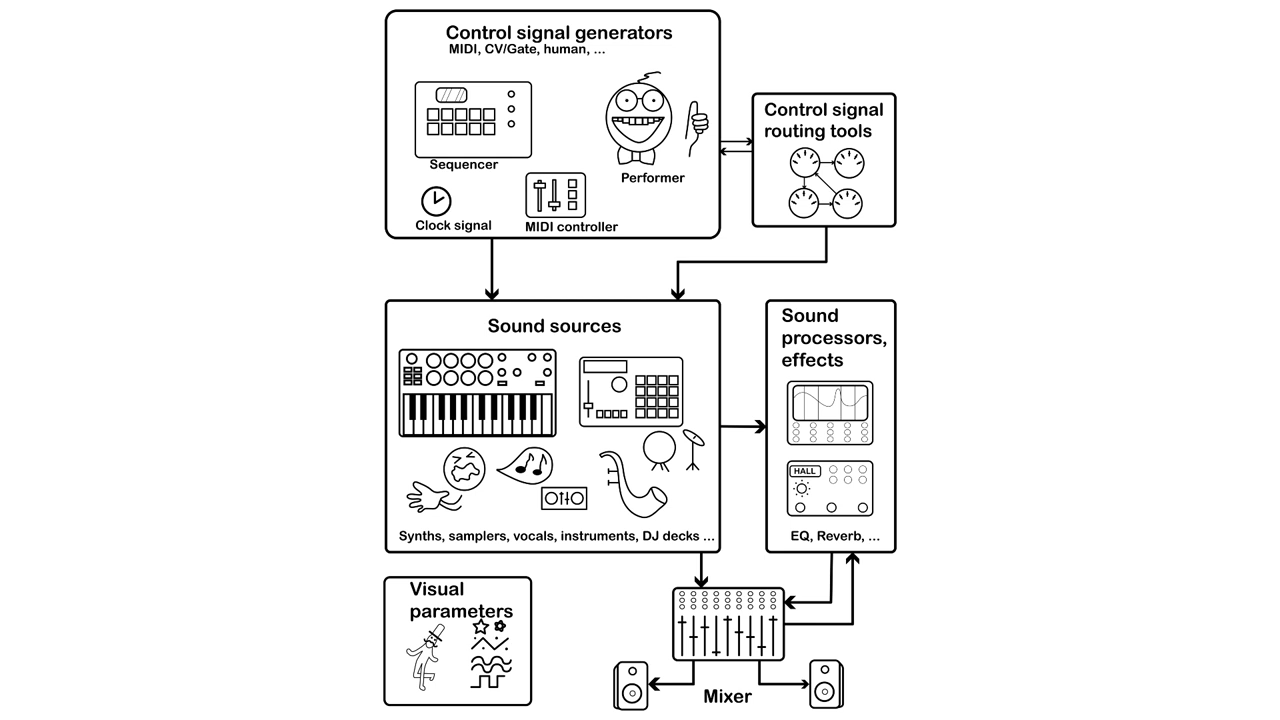 Control signal generators
MIDI, CV/Gate, human, ...
Sequencer
Performer
Clock signal
MIDI controller
Control signal
routing tools
Sound sources
Synths, samplers, vocals, instruments, DJ decks ...
Sound
processors,
effects
HALL
EQ, Reverb, ...
Visual
parameters
Mixer